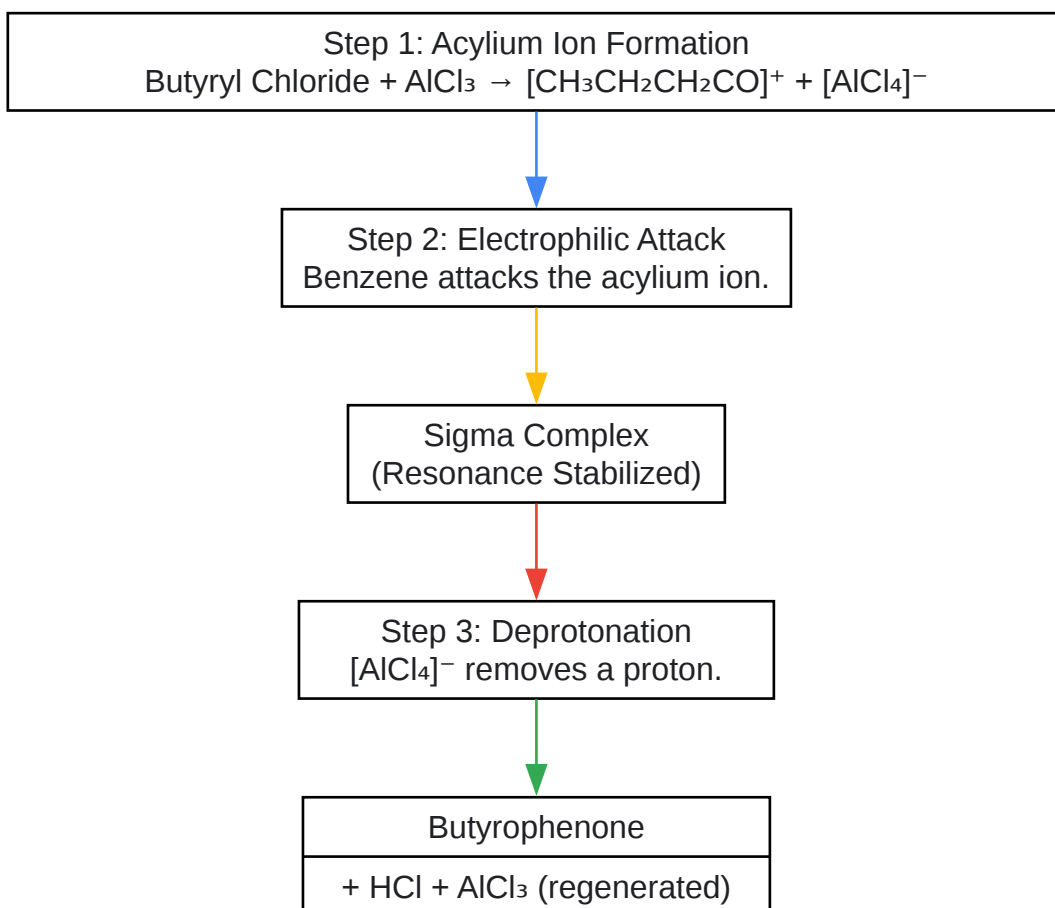 Step 1: Acylium Ion Formation
Butyryl Chloride + AlCl₃ → [CH₃CH₂CH₂CO]⁺ + [AlCl₄]⁻
Step 2: Electrophilic Attack
Benzene attacks the acylium ion.
Sigma Complex
(Resonance Stabilized)
Step 3: Deprotonation
[AlCl₄]⁻ removes a proton.
Butyrophenone
+ HCl + AlCl₃ (regenerated)